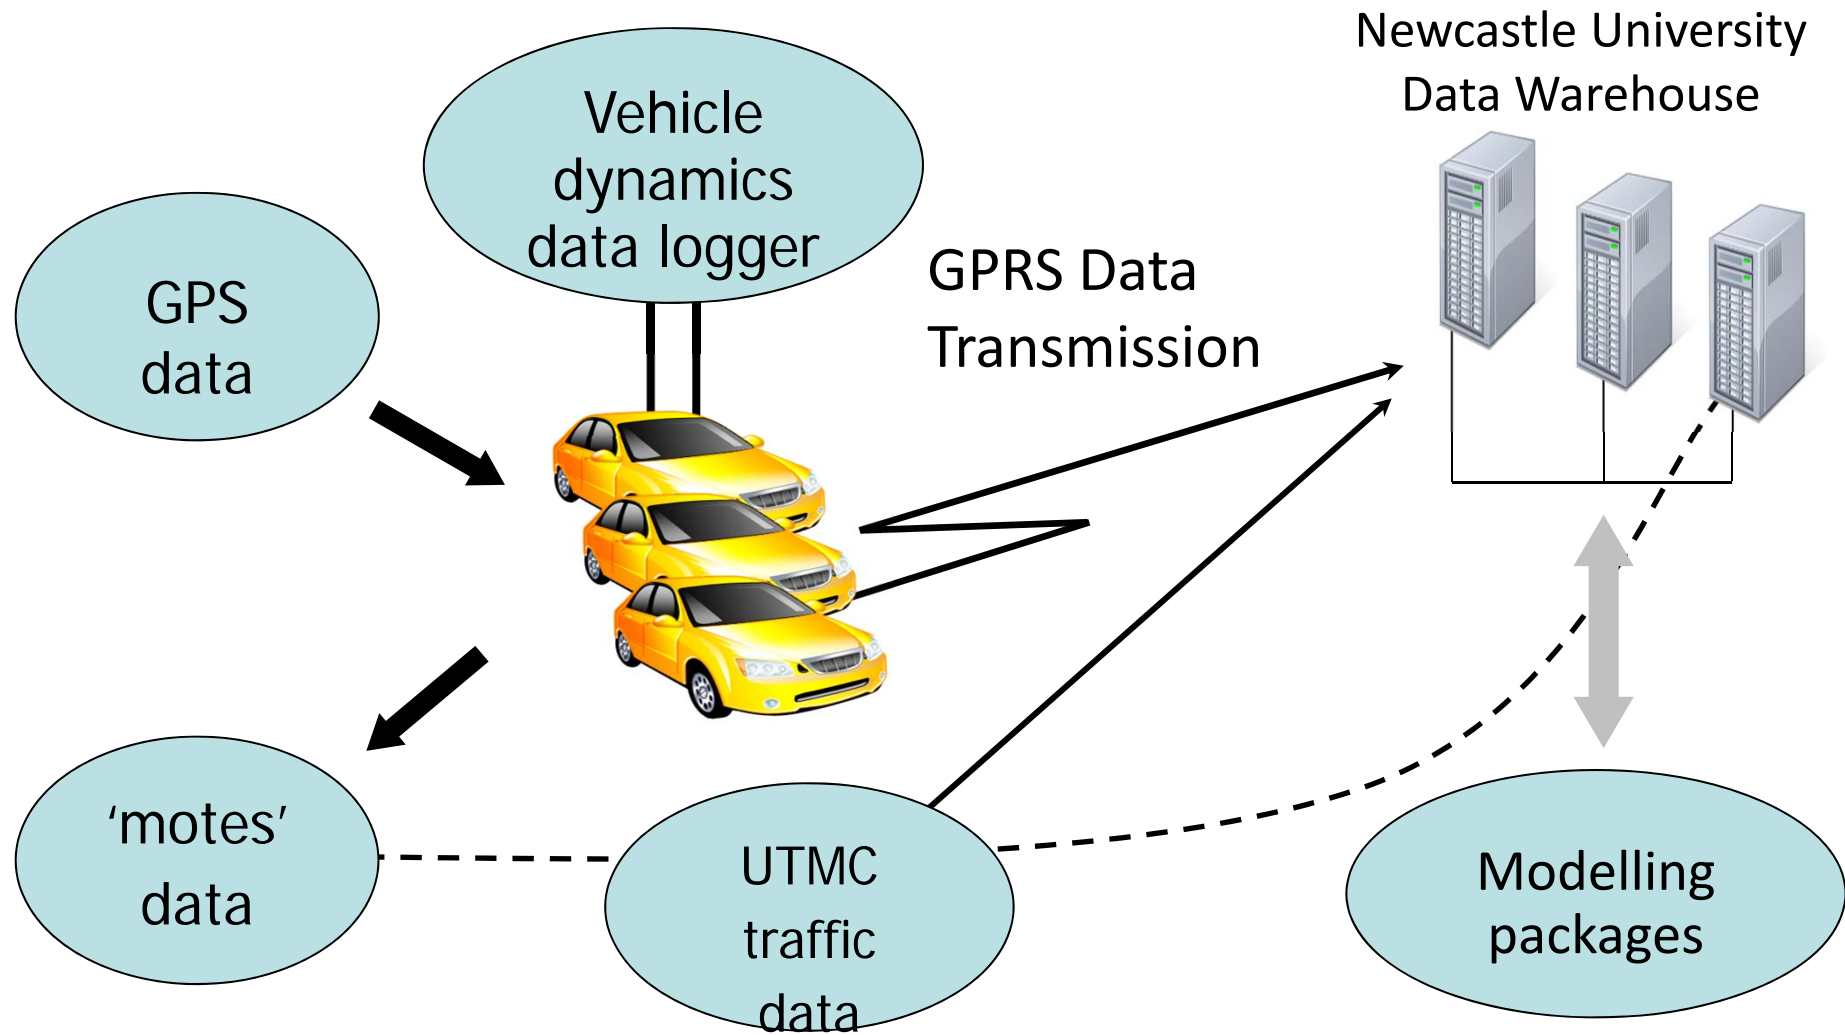 Newcastle University
Data Warehouse
Vehicle
dynamics
data logger
GPS
data
GPRS Data
Transmission
‘motes’
data
UTMC
traffic
data
Modelling
packages